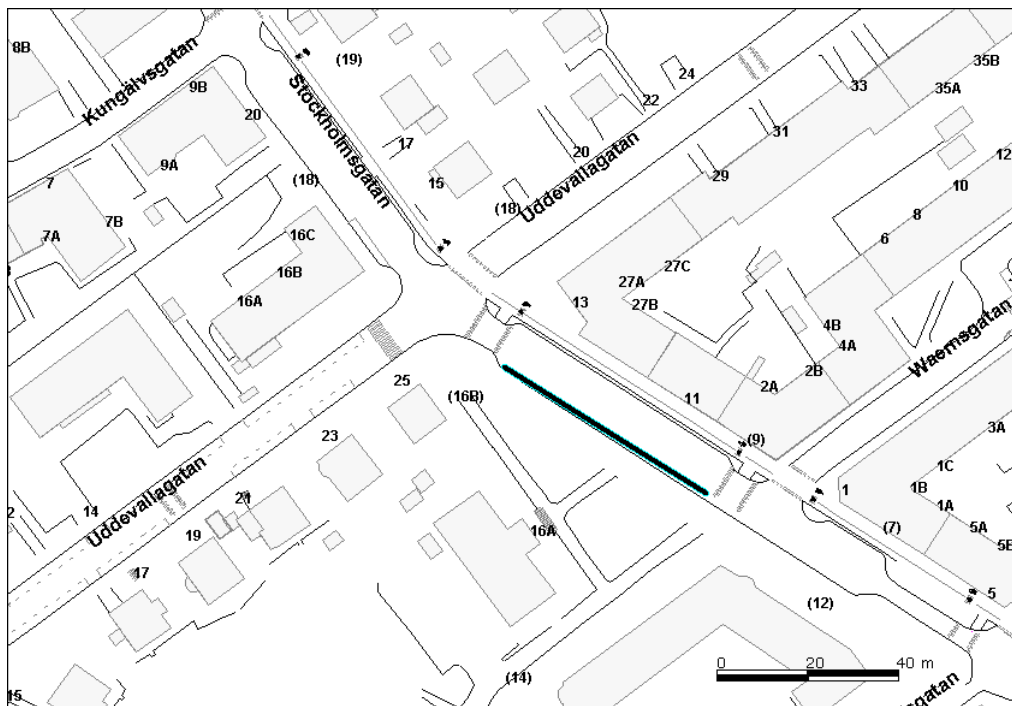 8B
Kungälvsgatan
9B
20
9A
7
7B
7A
Stockholmsgatan
(19)
17
15
(18)
16C
16B
16A
22
24
20
(18)
Uddevallagatan
29
31
33
35A
35B
12
10
8
6
27C
27A
27B
13
4B
4A
2B
2A
11
Waernsgatan
(9)
1
3A
1C
1B
1A
5A
(7)
5
25
(16B)
23
21
19
17
14
Uddevallagatan
16A
(12)
(14)
15
0 20 40 m